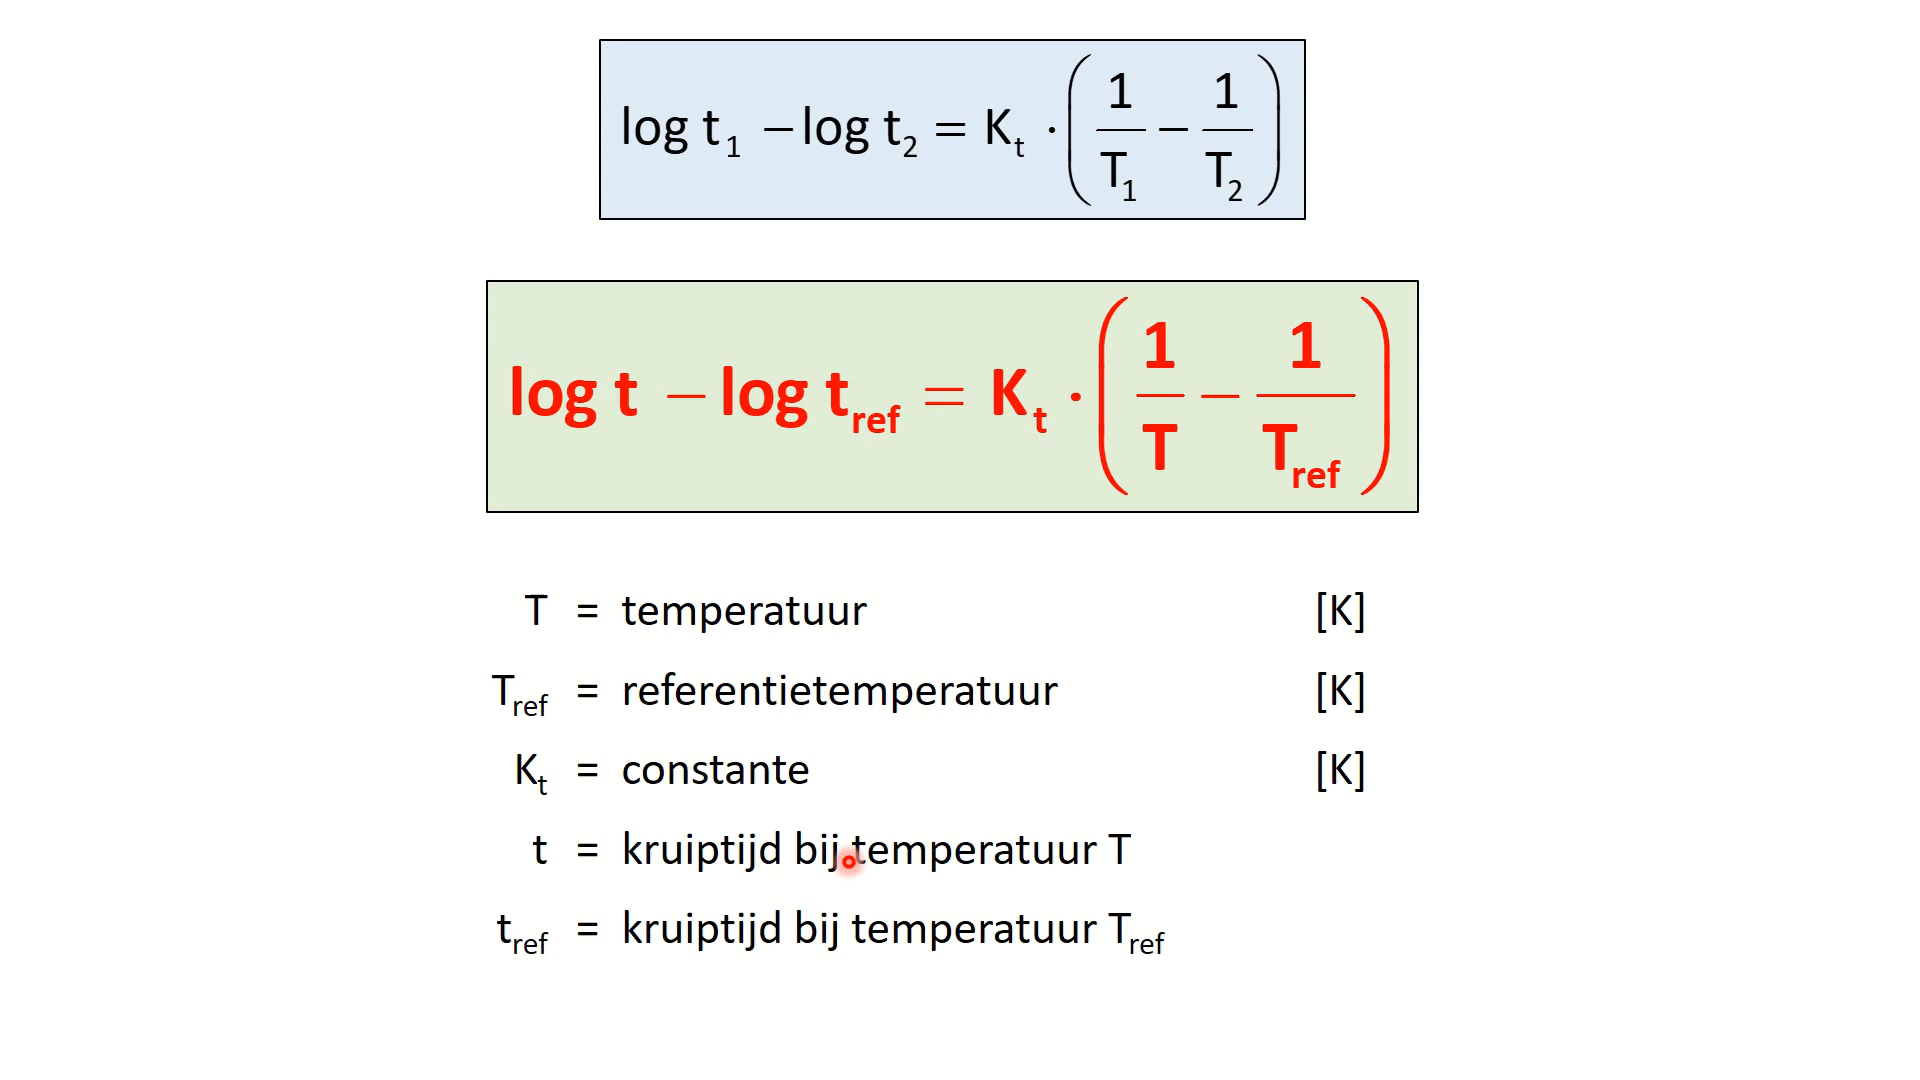 log t₁ − log t₂ = Kₜ · (1/T₁ − 1/T₂)
log t − log t_ref = Kₜ · (1/T − 1/T_ref)
T = temperatuur [K]
T_ref = referentietemperatuur [K]
Kₜ = constante [K]
t = kruiptijd bij temperatuur T
t_ref = kruiptijd bij temperatuur T_ref